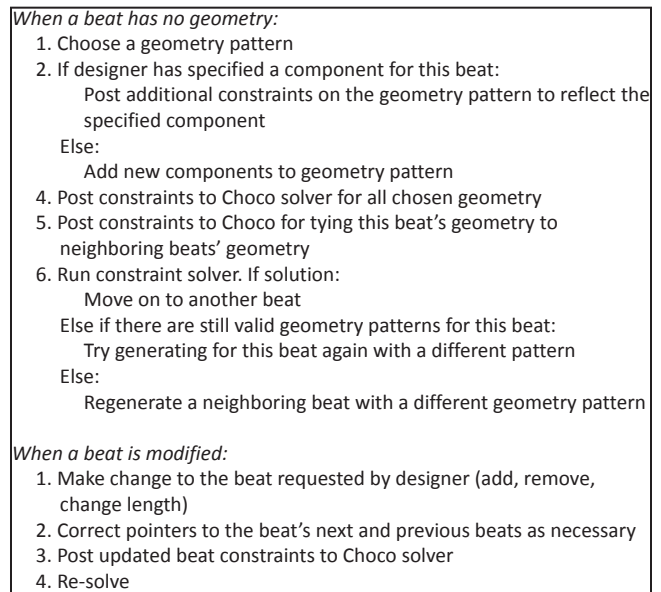 When a beat has no geometry:
1. Choose a geometry pattern
2. If designer has specified a component for this beat:
Post additional constraints on the geometry pattern to reflect the
specified component
Else:
Add new components to geometry pattern
4. Post constraints to Choco solver for all chosen geometry
5. Post constraints to Choco for tying this beat’s geometry to
neighboring beats’ geometry
6. Run constraint solver. If solution:
Move on to another beat
Else if there are still valid geometry patterns for this beat:
Try generating for this beat again with a different pattern
Else:
Regenerate a neighboring beat with a different geometry pattern
When a beat is modified:
1. Make change to the beat requested by designer (add, remove,
change length)
2. Correct pointers to the beat’s next and previous beats as necessary
3. Post updated beat constraints to Choco solver
4. Re-solve